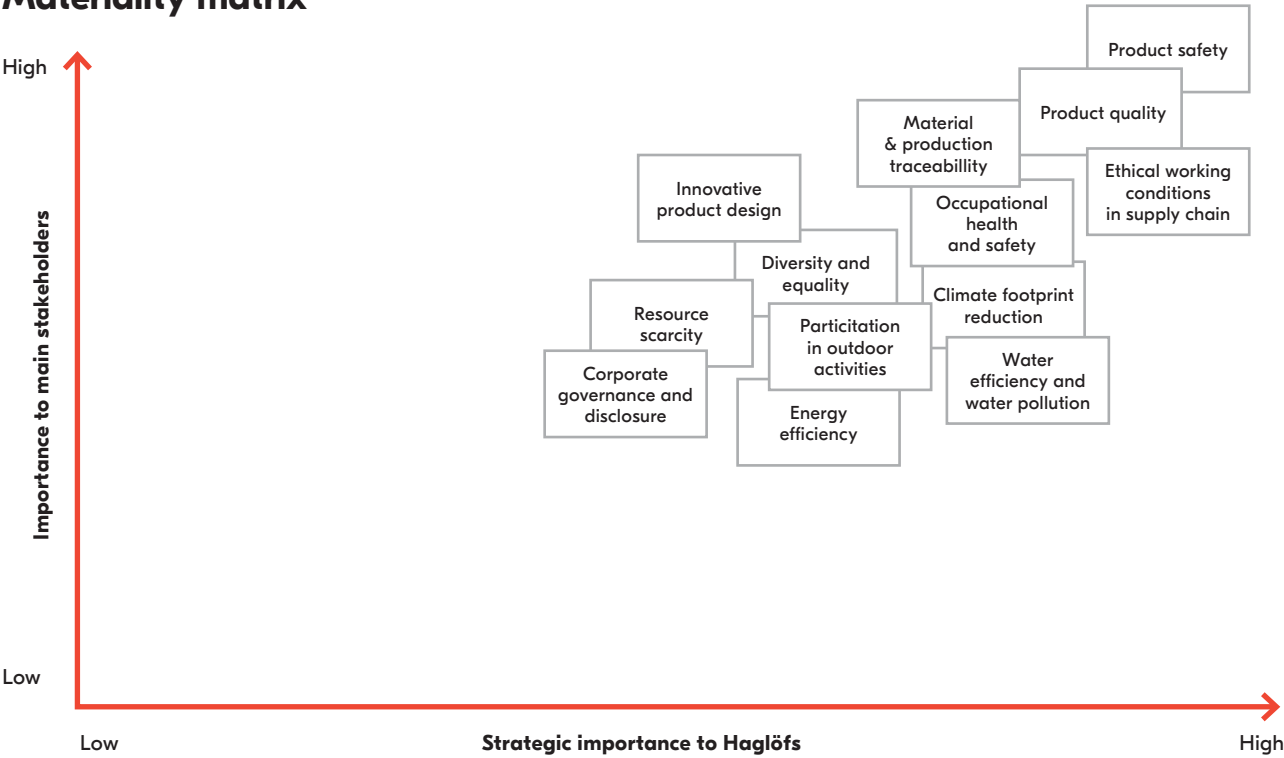 Materiality matrix
High
Product safety
Product quality
Material
& production
traceabillity
Ethical working
conditions
in supply chain
Innovative
product design
Occupational
health
and safety
Diversity and
equality
Climate footprint
reduction
Resource
scarcity
Particitation
in outdoor
activities
Water
efficiency and
water pollution
Corporate
governance and
disclosure
Energy
efficiency
Importance to main stakeholders
Low
Low
Strategic importance to Haglöfs
High